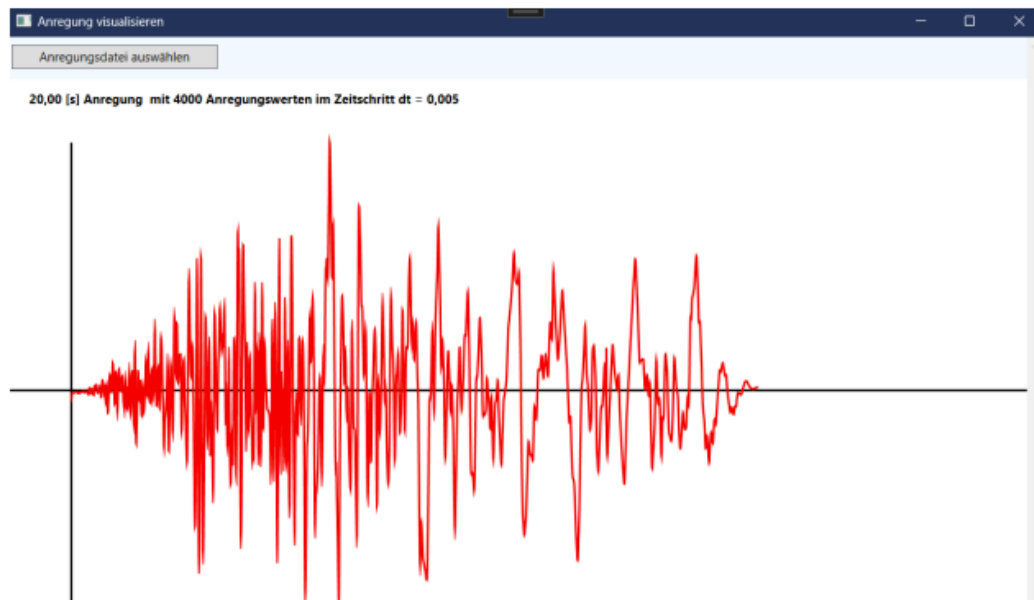 Anregung visualisieren
Anregungsdatei auswählen
20,00 [s] Anregung mit 4000 Anregungswerten im Zeitschritt dt = 0,005